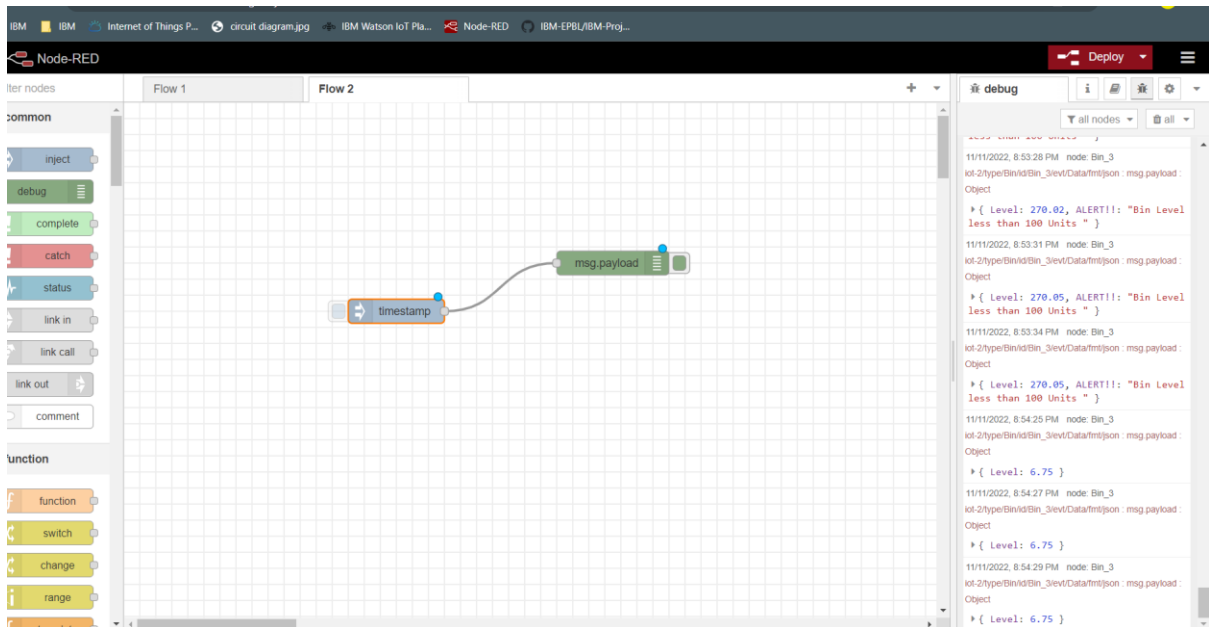 IBM IBM Internet of Things P... circuit diagram.jpg IBM Watson IoT Pla... Node-RED IBM-EPBL/IBM-Proj...
Node-RED Deploy
lter nodes
Flow 1 Flow 2
common
inject
debug
complete
catch
status
link in
link call
link out
comment
function
function
switch
change
range
timestamp
msg.payload
debug i
all nodes all
less than 100 Units " }
11/11/2022, 8:53:28 PM node: Bin_3
iot-2/type/Bin/id/Bin_3/evt/Data/fmt/json : msg.payload :
Object
{ Level: 270.02, ALERT!!: "Bin Level
less than 100 Units " }
11/11/2022, 8:53:31 PM node: Bin_3
iot-2/type/Bin/id/Bin_3/evt/Data/fmt/json : msg.payload :
Object
{ Level: 270.05, ALERT!!: "Bin Level
less than 100 Units " }
11/11/2022, 8:53:34 PM node: Bin_3
iot-2/type/Bin/id/Bin_3/evt/Data/fmt/json : msg.payload :
Object
{ Level: 270.05, ALERT!!: "Bin Level
less than 100 Units " }
11/11/2022, 8:54:25 PM node: Bin_3
iot-2/type/Bin/id/Bin_3/evt/Data/fmt/json : msg.payload :
Object
{ Level: 6.75 }
11/11/2022, 8:54:27 PM node: Bin_3
iot-2/type/Bin/id/Bin_3/evt/Data/fmt/json : msg.payload :
Object
{ Level: 6.75 }
11/11/2022, 8:54:29 PM node: Bin_3
iot-2/type/Bin/id/Bin_3/evt/Data/fmt/json : msg.payload :
Object
{ Level: 6.75 }